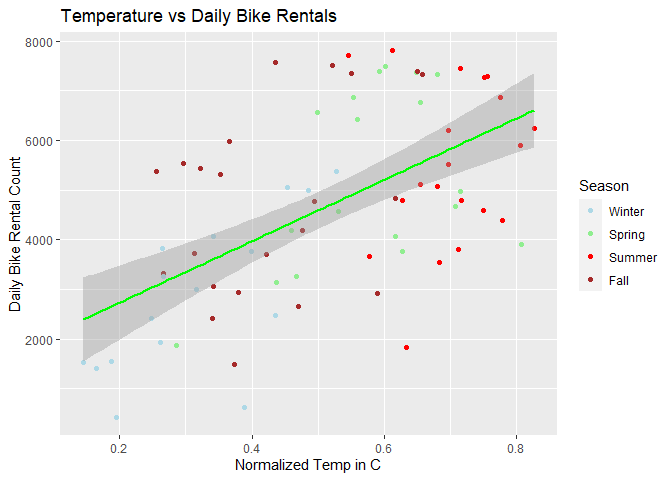 Temperature vs Daily Bike Rentals
8000
6000
4000
2000
Daily Bike Rental Count
0.2 0.4 0.6 0.8
Normalized Temp in C
Season
Winter
Spring
Summer
Fall